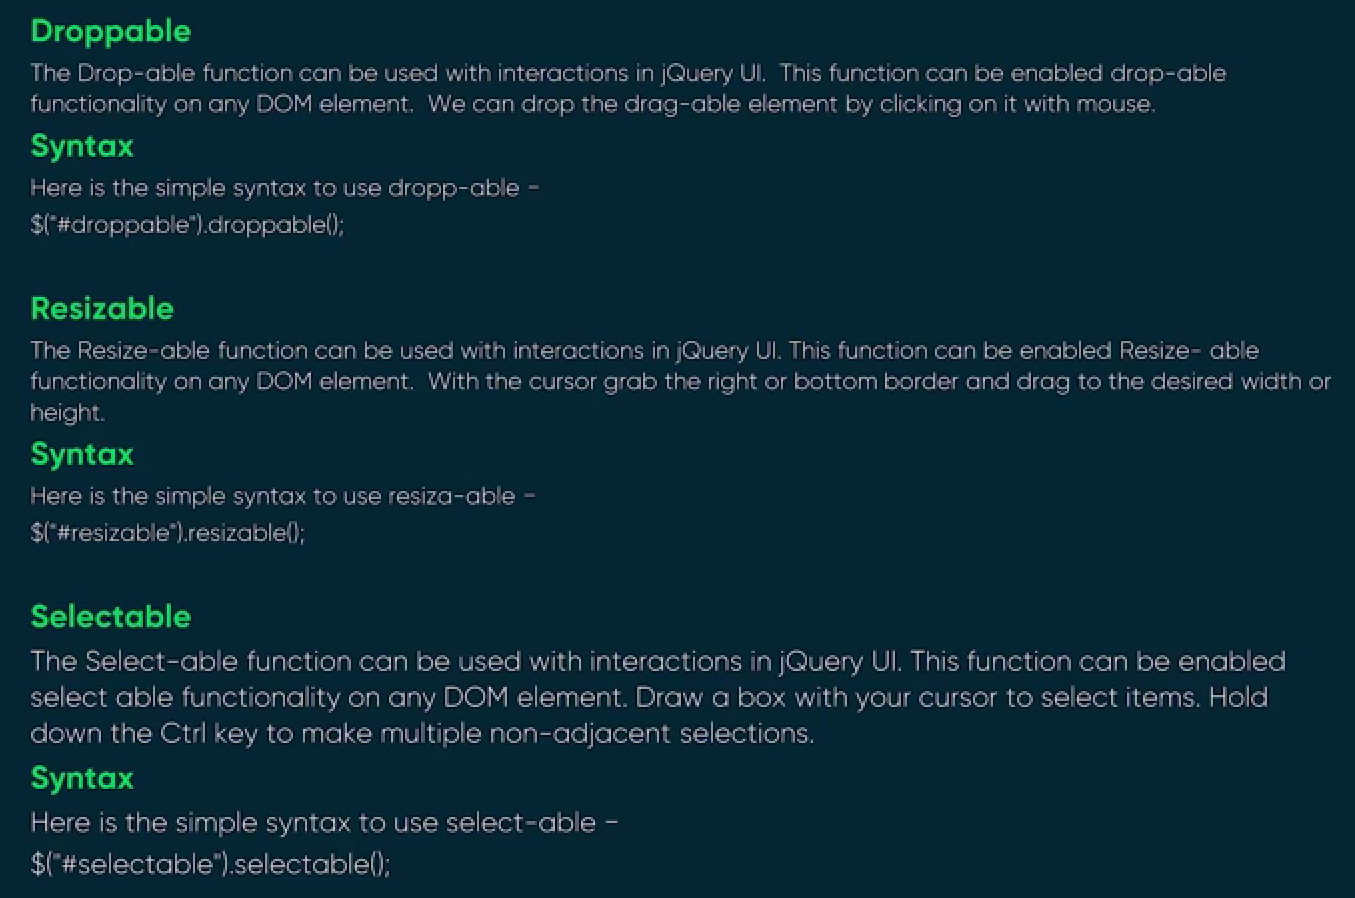 Droppable
The Drop-able function can be used with interactions in jQuery UI.  This function can be enabled drop-able
functionality on any DOM element.  We can drop the drag-able element by clicking on it with mouse.
Syntax
Here is the simple syntax to use dropp-able –
$("#droppable").droppable();
Resizable
The Resize-able function can be used with interactions in jQuery UI. This function can be enabled Resize- able
functionality on any DOM element.  With the cursor grab the right or bottom border and drag to the desired width or
height.
Syntax
Here is the simple syntax to use resiza-able –
$("#resizable").resizable();
Selectable
The Select-able function can be used with interactions in jQuery UI. This function can be enabled
select able functionality on any DOM element. Draw a box with your cursor to select items. Hold
down the Ctrl key to make multiple non-adjacent selections.
Syntax
Here is the simple syntax to use select-able –
$("#selectable").selectable();